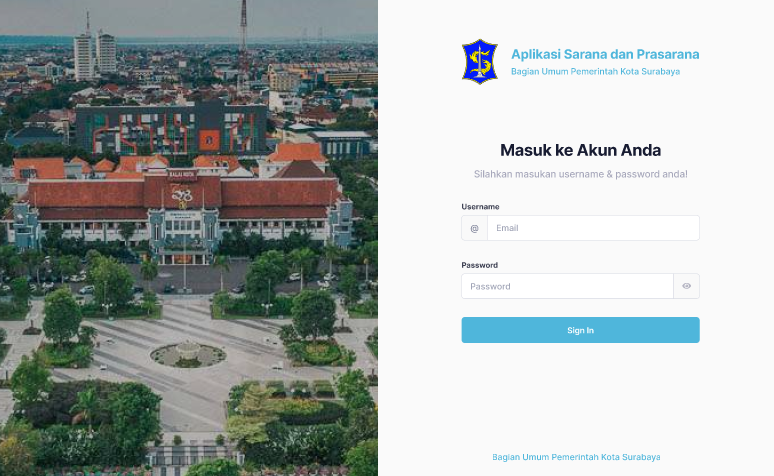 BALAI KOTA
Aplikasi Sarana dan Prasarana
Bagian Umum Pemerintah Kota Surabaya
Masuk ke Akun Anda
Silahkan masukan username & password anda!
Username
@ Email
Password
Password
Sign In
Bagian Umum Pemerintah Kota Surabaya